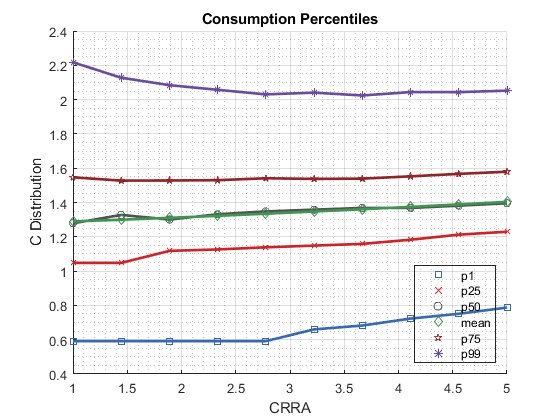 Consumption Percentiles
2.4
2.2
2
1.8
1.6
1.4
1.2
1
0.8
0.6
0.4
C Distribution
p1
p25
p50
mean
p75
p99
1 1.5 2 2.5 3 3.5 4 4.5 5
CRRA